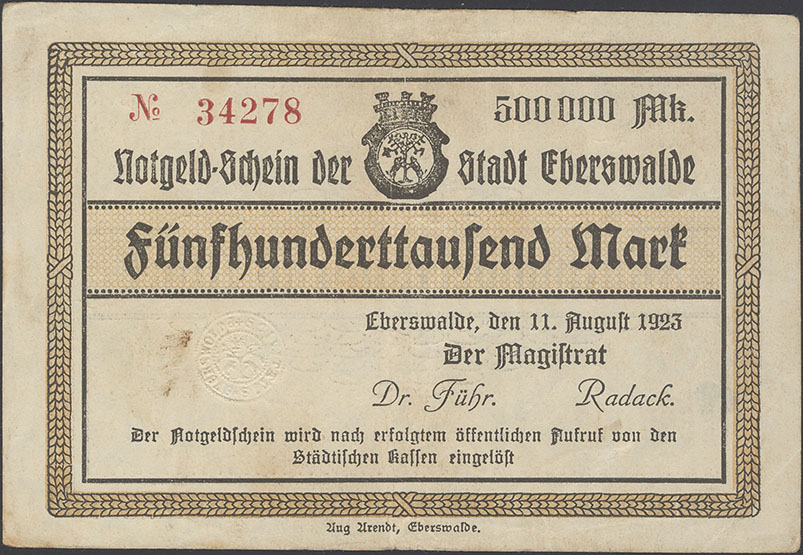 № 34278 500000 Mk.
Notgeld-Schein der Stadt Eberswalde
Fünfhunderttausend Mark
Eberswalde, den 11. August 1923
Der Magistrat
Dr. Führ. Radack.
Der Notgeldschein wird nach erfolgtem öffentlichen Aufruf von den
Städtischen Kassen eingelöst
Aug Arendt, Eberswalde.